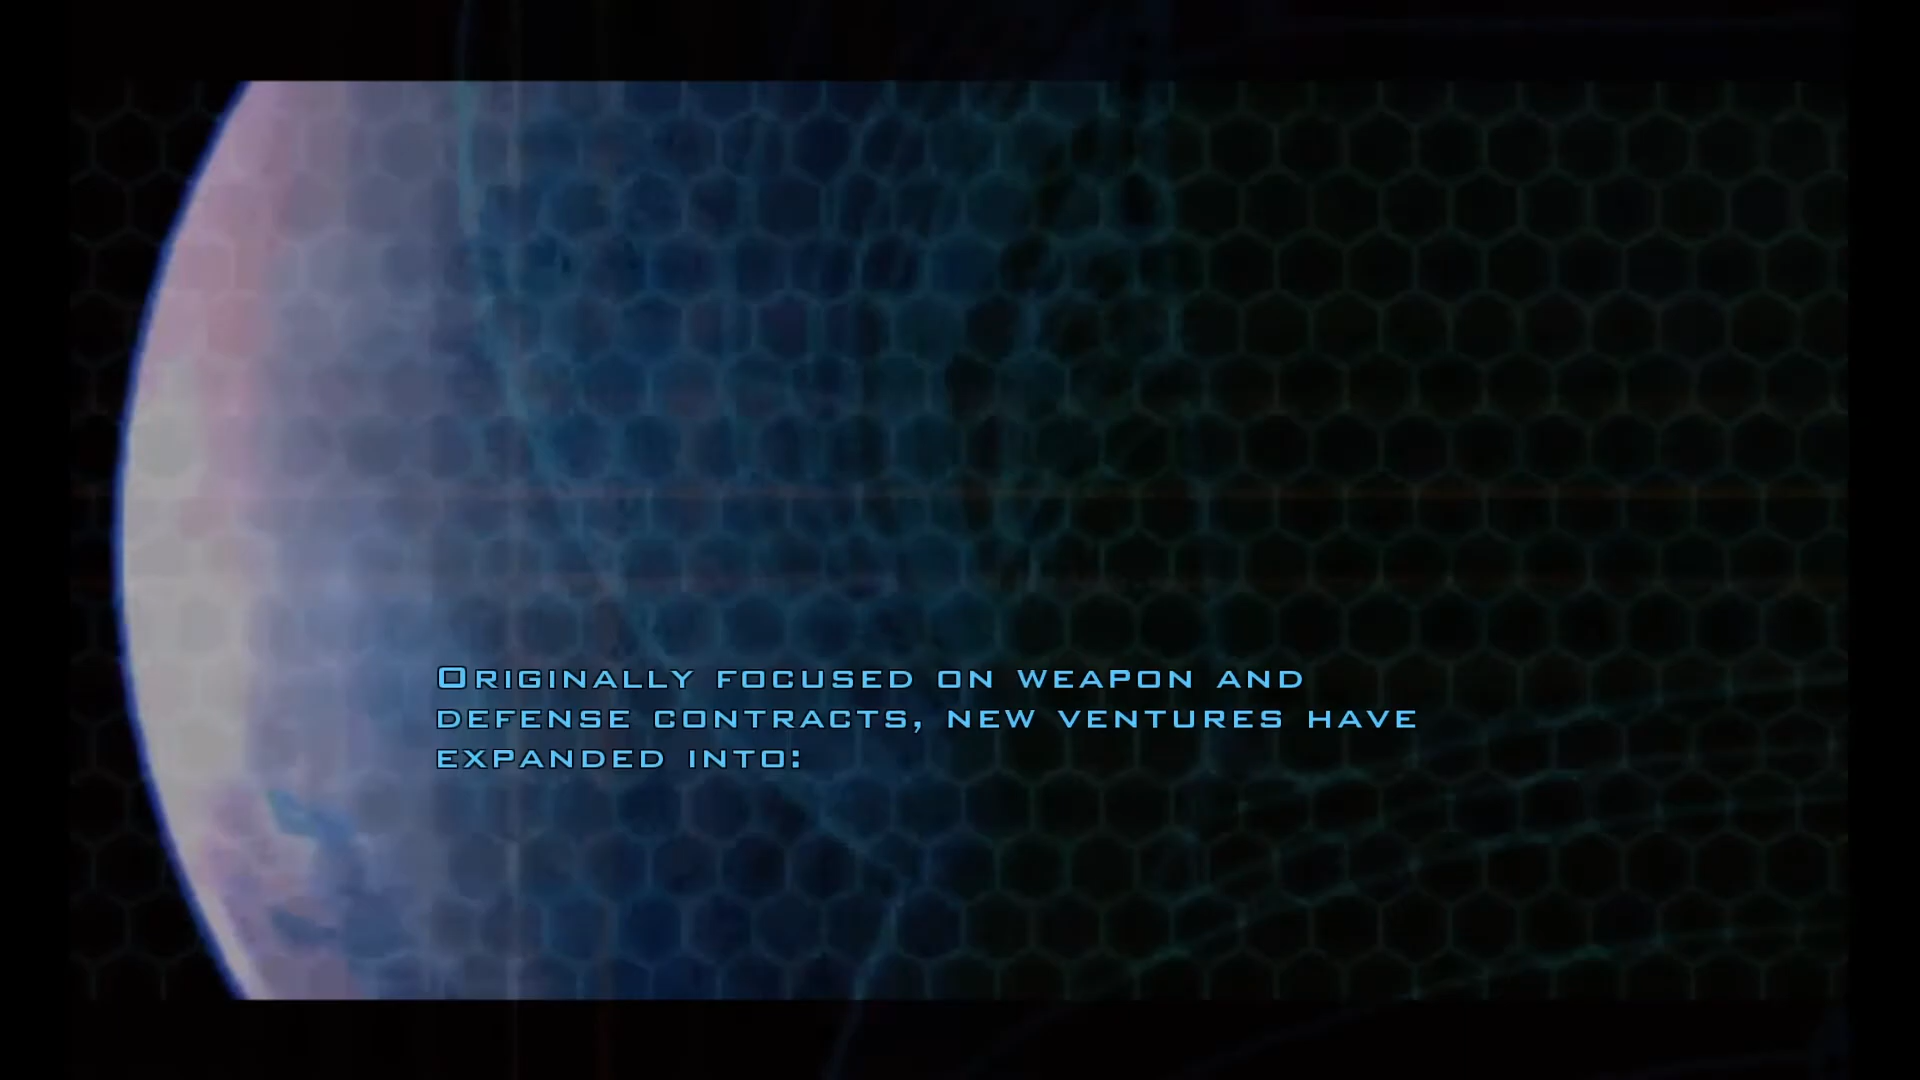 Originally focused on weapon and
defense contracts, new ventures have
expanded into: